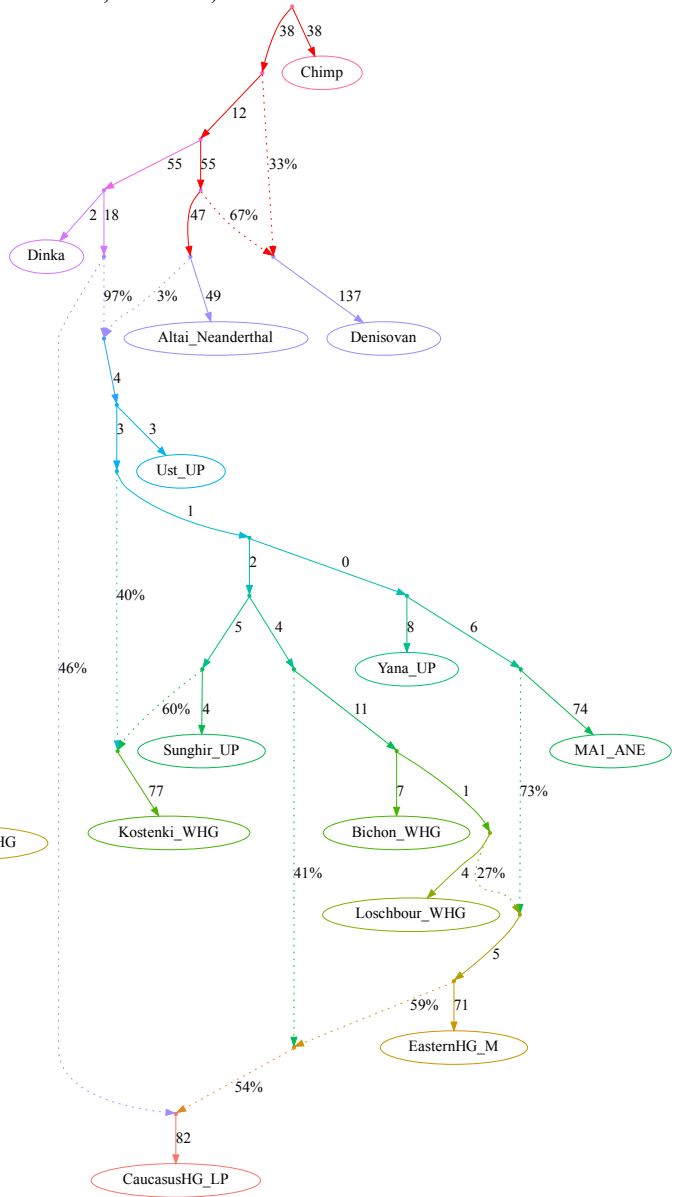 38 38
Chimp
12
33%
55 55
2 18 47 67%
Dinka
97% 3% 49 137
Altai_Neanderthal Denisovan
4
3 3
Ust_UP
1
2 0
40%
5 4 8 6
46% Yana_UP
60% 4 11 74
Sunghir_UP MA1_ANE
77 7 1 73%
HG Kostenki_WHG Bichon_WHG
41% 4 27%
Loschbour_WHG
5
59% 71
EasternHG_M
54%
82
CaucasusHG_LP